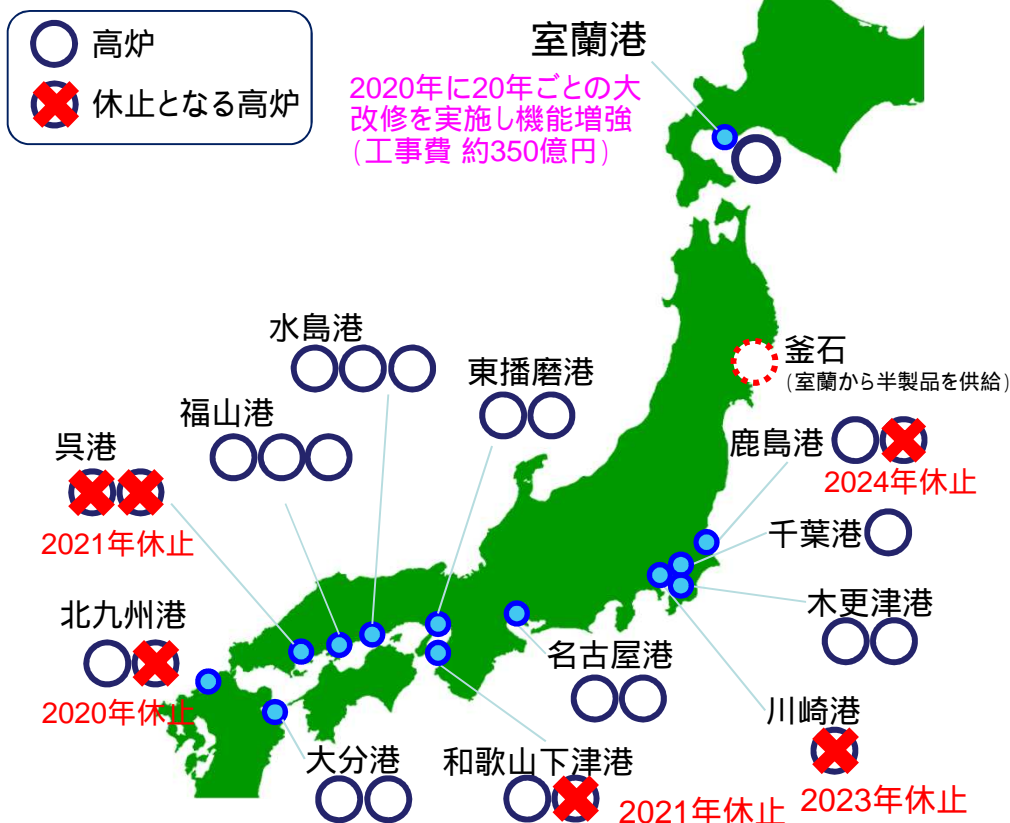 高炉
休止となる高炉
室蘭港
2020年に20年ごとの大
改修を実施し機能増強
(工事費 約350億円)
水島港
東播磨港
釜石
(室蘭から半製品を供給)
福山港
鹿島港
呉港
2024年休止
2021年休止
千葉港
北九州港
木更津港
名古屋港
2020年休止
川崎港
大分港
和歌山下津港
2021年休止
2023年休止